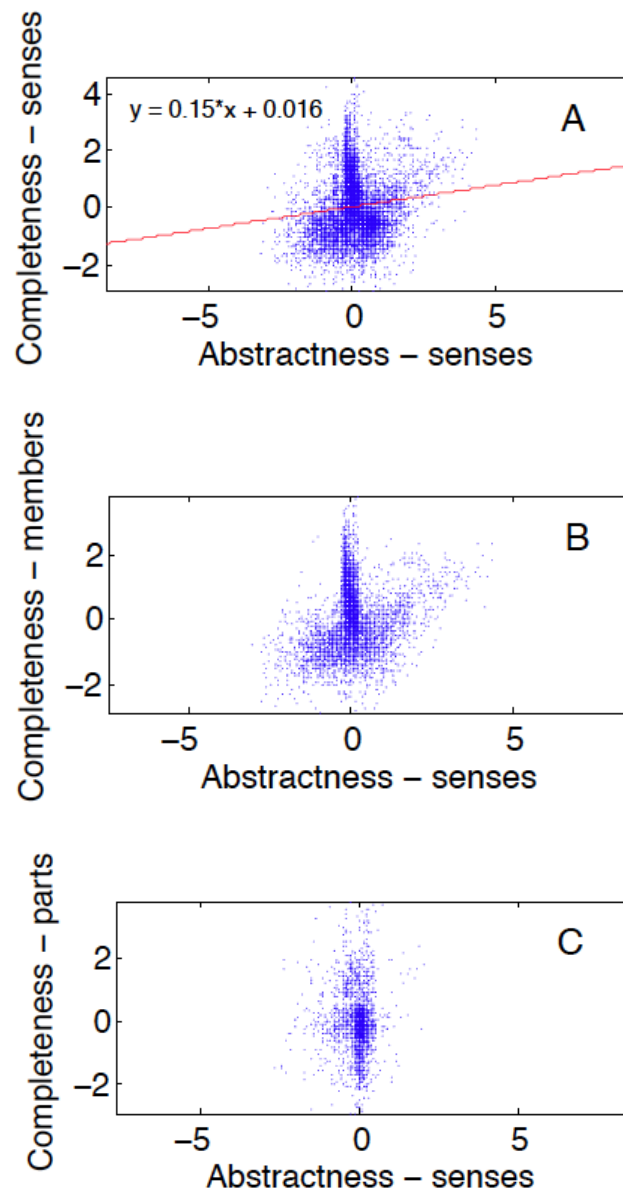 Completeness – senses
4
2
0
−2
y = 0.15*x + 0.016
A
−5
0
5
Abstractness – senses
Completeness – members
2
0
−2
B
−5
0
5
Abstractness – senses
Completeness – parts
2
0
−2
C
−5
0
5
Abstractness – senses